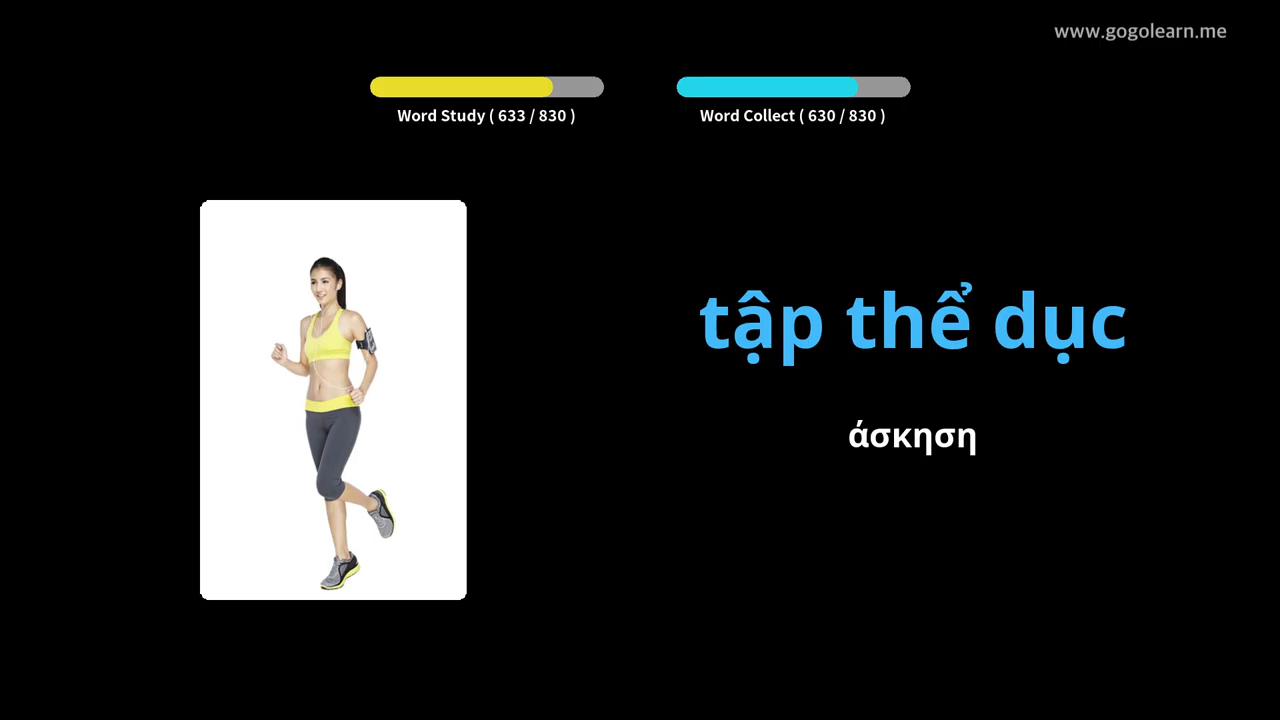 www.gogolearn.me
Word Study ( 633 / 830 )
Word Collect ( 630 / 830 )
tập thể dục
άσκηση